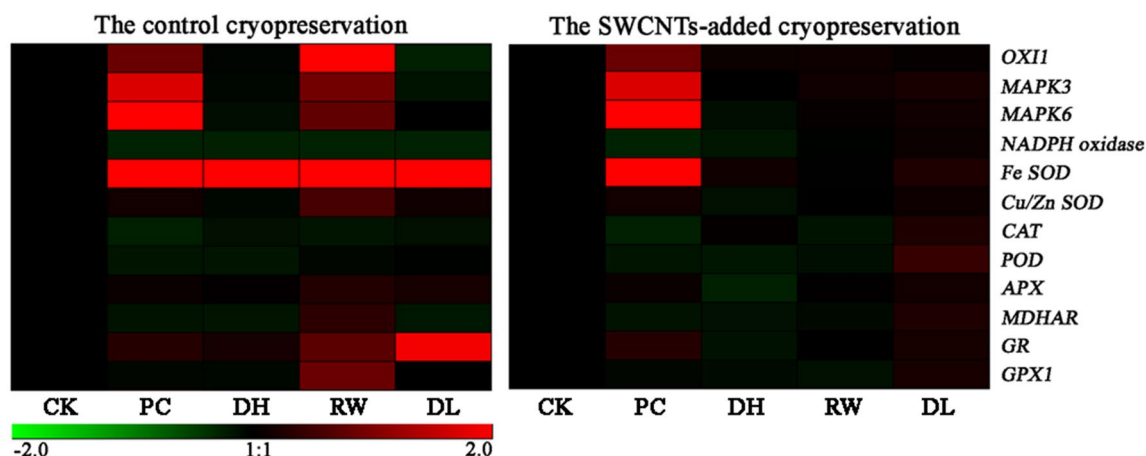 The control cryopreservation
The SWCNTs-added cryopreservation
OXI1
MAPK3
MAPK6
NADPH oxidase
Fe SOD
Cu/Zn SOD
CAT
POD
APX
MDHAR
GR
GPX1
CK PC DH RW DL
CK PC DH RW DL
-2.0 1:1 2.0